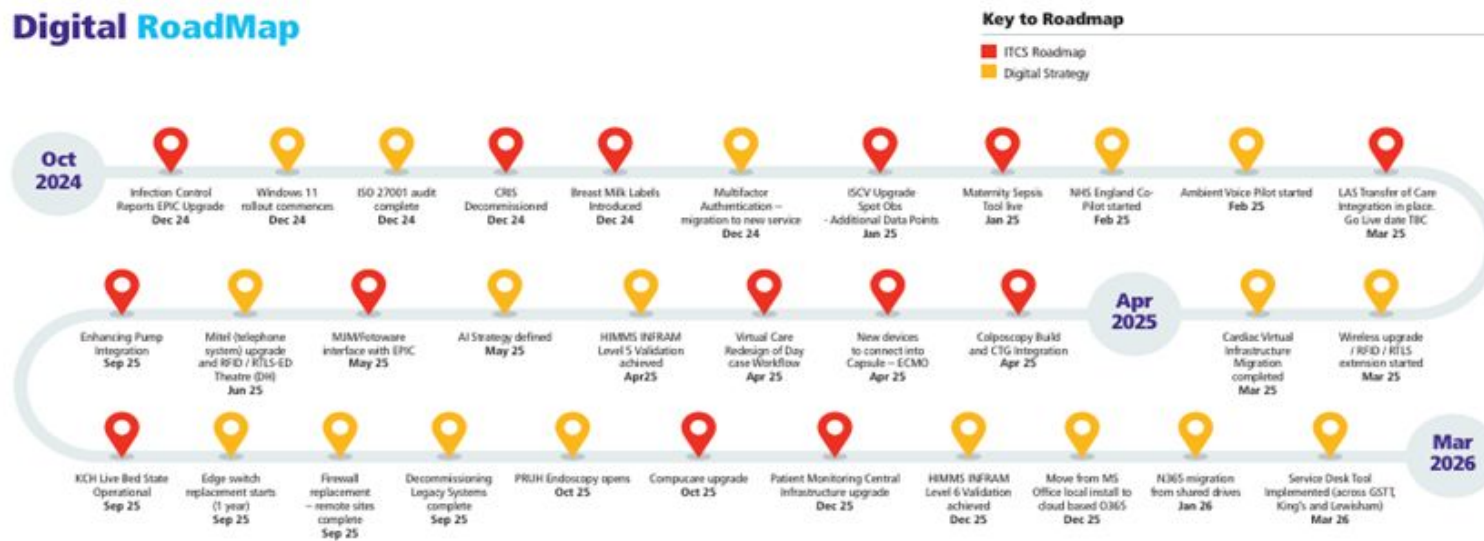 Digital RoadMap
Key to Roadmap
ITCS Roadmap
Digital Strategy
Oct
2024
Infection Control
Reports EPIC Upgrade
Dec 24
Windows 11
rollout commences
Dec 24
ISO 27001 audit
complete
Dec 24
CRIS
Decommissioned
Dec 24
Breast Milk Labels
Introduced
Dec 24
Multifactor
Authentication –
migration to new service
Dec 24
ISCV Upgrade
Spot Obs
- Additional Data Points
Jan 25
Maternity Sepsis
Tool live
Jan 25
NHS England Co-
Pilot started
Feb 25
Ambient Voice Pilot started
Feb 25
LAS Transfer of Care
Integration in place.
Go Live date TBC
Mar 25
Enhancing Pump
Integration
Sep 25
Mitel (telephone
system) upgrade
and RFID / RTLS-ED
Theatre (DH)
Jun 25
MJM/Fotoware
interface with EPIC
May 25
AI Strategy defined
May 25
HIMMS INFRAM
Level 5 Validation
achieved
Apr25
Virtual Care
Redesign of Day
case Workflow
Apr 25
New devices
to connect into
Capsule – ECMO
Apr 25
Colposcopy Build
and CTG Integration
Apr 25
Apr
2025
Cardiac Virtual
Infrastructure
Migration
completed
Mar 25
Wireless upgrade
/ RFID / RTLS
extension started
Mar 25
KCH Live Bed State
Operational
Sep 25
Edge switch
replacement starts
(1 year)
Sep 25
Firewall
replacement
– remote sites
complete
Sep 25
Decommissioning
Legacy Systems
complete
Sep 25
PRUH Endoscopy opens
Oct 25
Compucare upgrade
Oct 25
Patient Monitoring Central
Infrastructure upgrade
Dec 25
HIMMS INFRAM
Level 6 Validation
achieved
Dec 25
Move from MS
Office local install to
cloud based O365
Dec 25
N365 migration
from shared drives
Jan 26
Service Desk Tool
Implemented (across GSTT,
King's and Lewisham)
Mar 26
Mar
2026